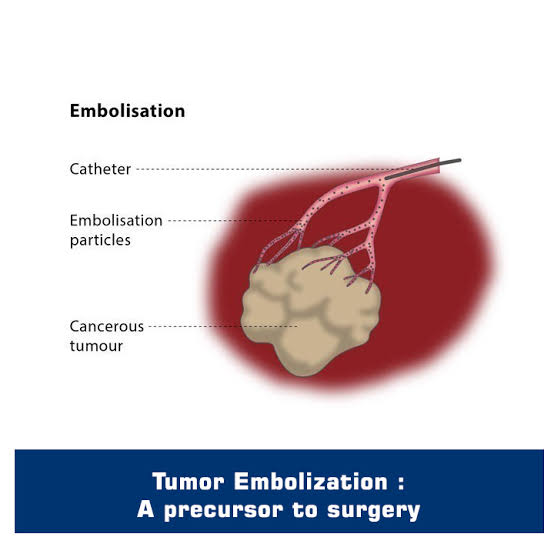 Embolisation
Catheter
Embolisation
particles
Cancerous
tumour
Tumor Embolization :
A precursor to surgery